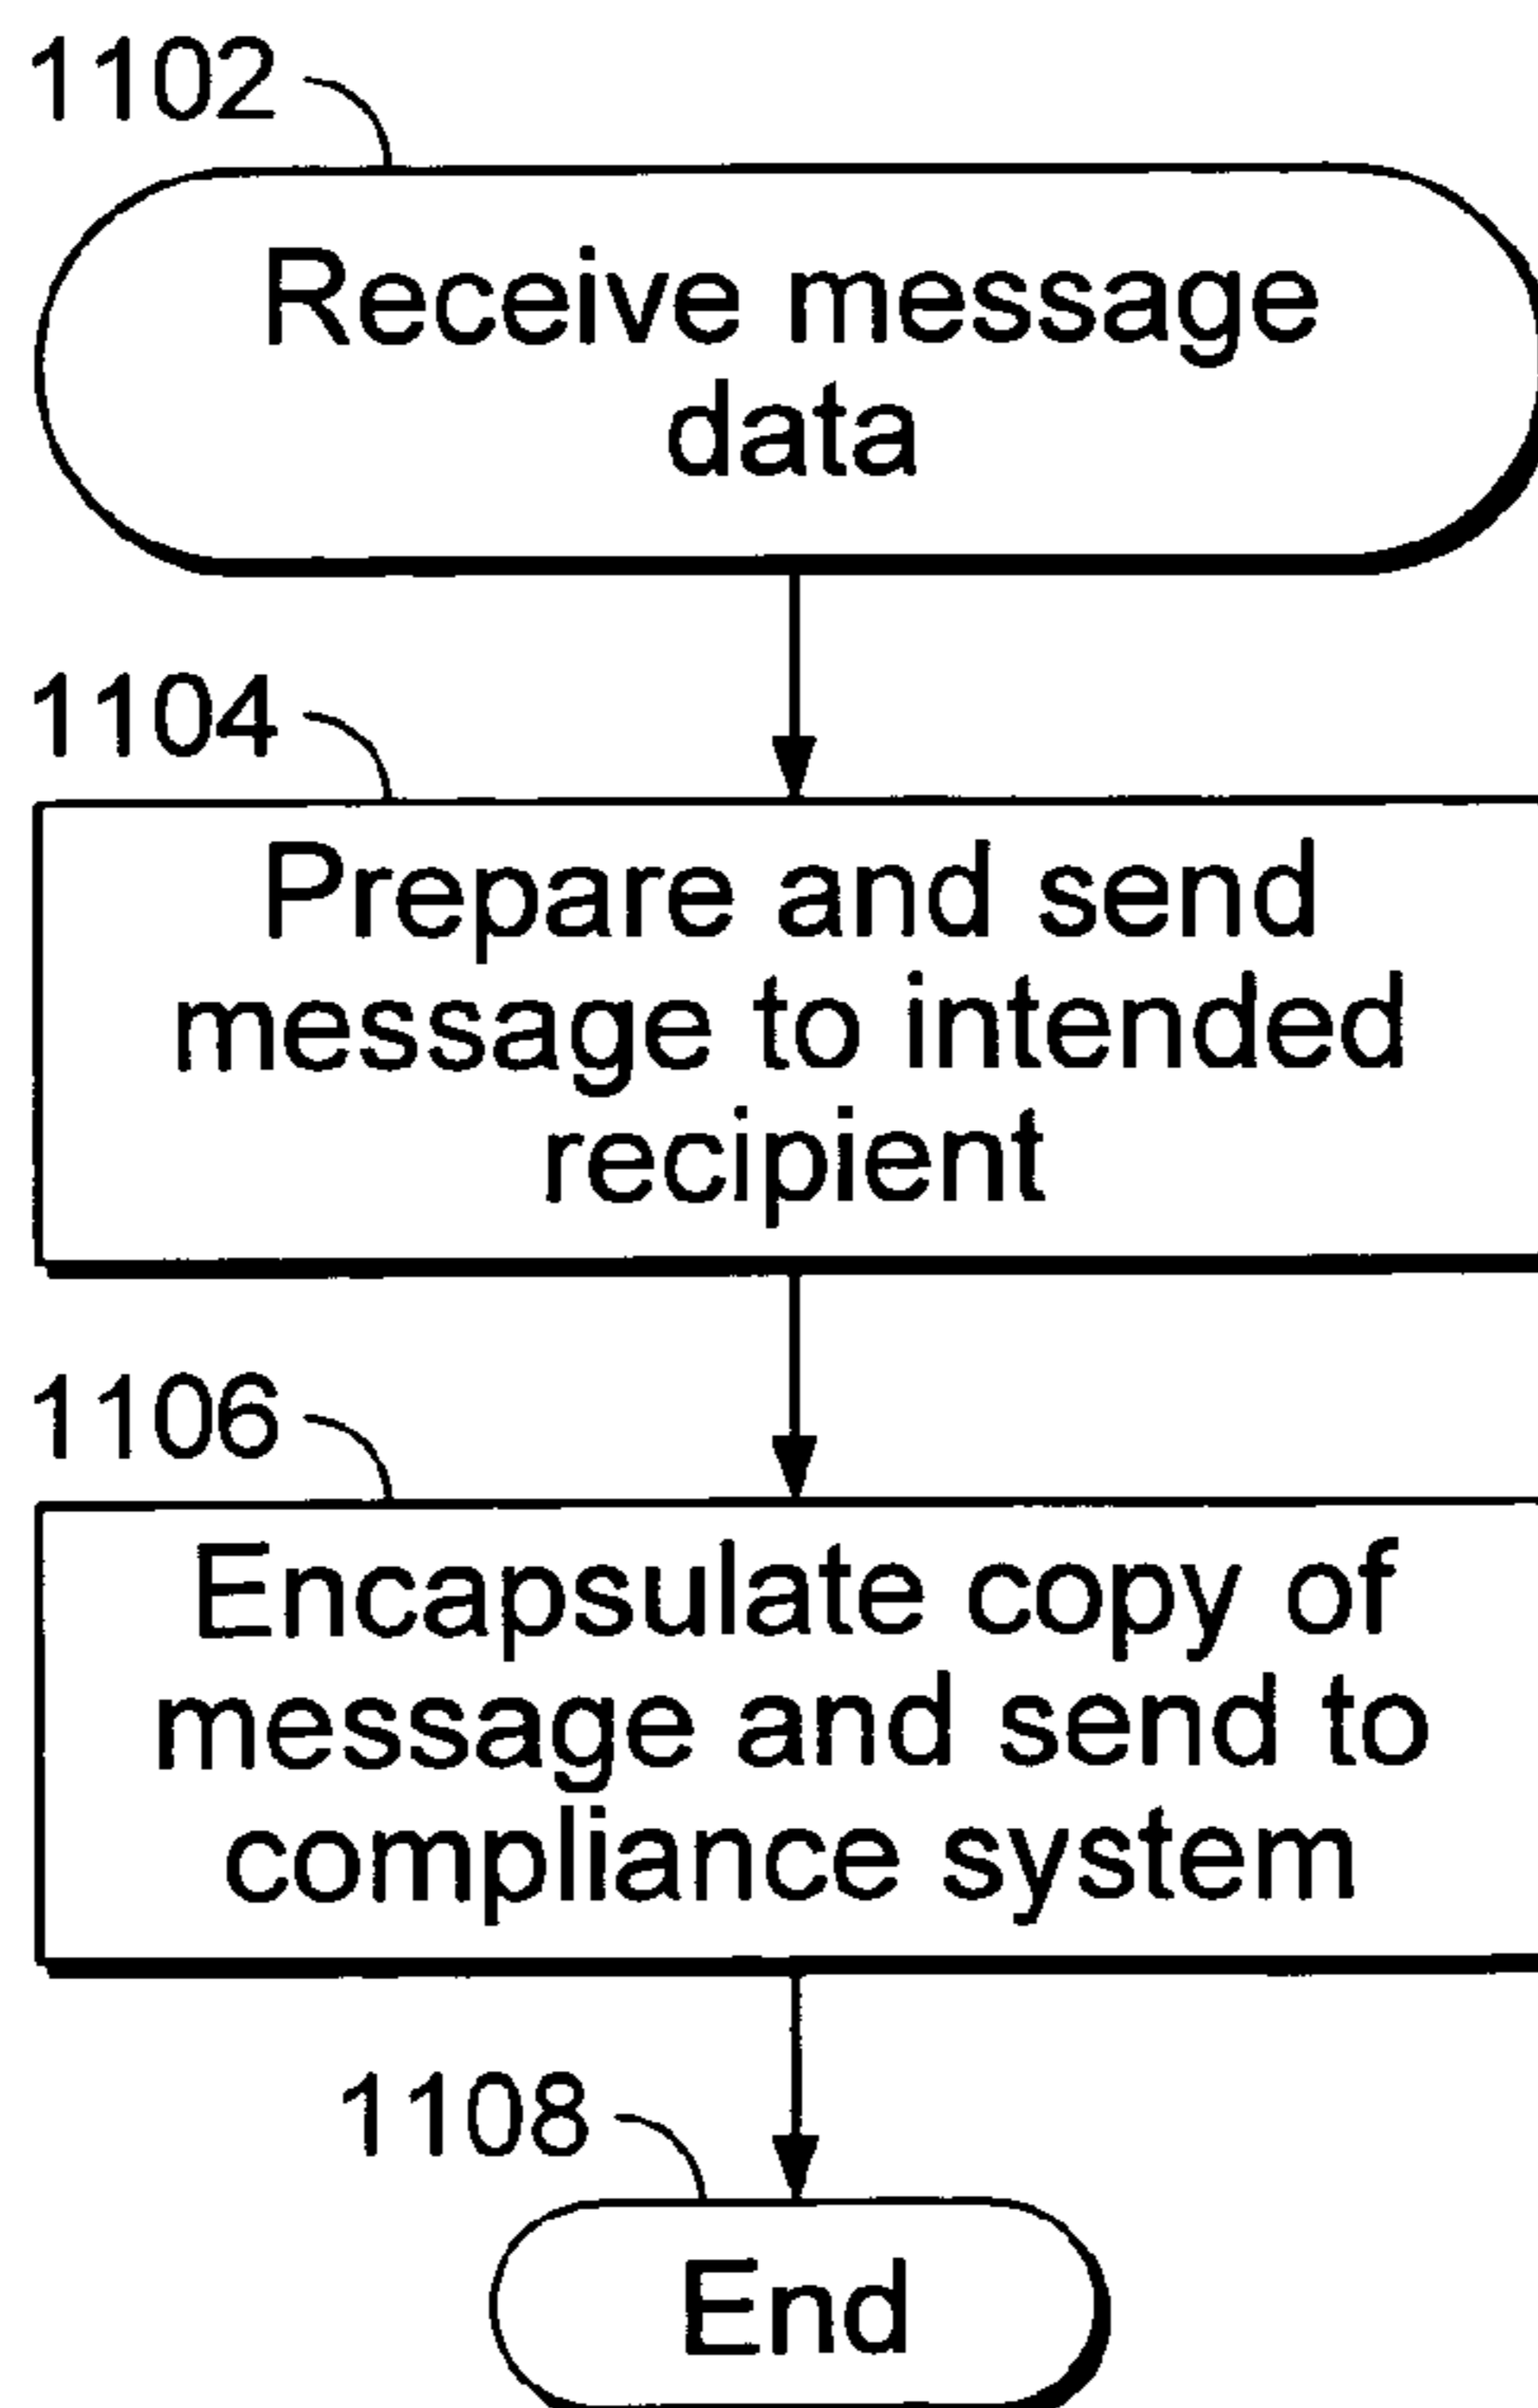 1102
Receive message
data
1104
Prepare and send
message to intended
recipient
1106
Encapsulate copy of
message and send to
compliance system
1108
End